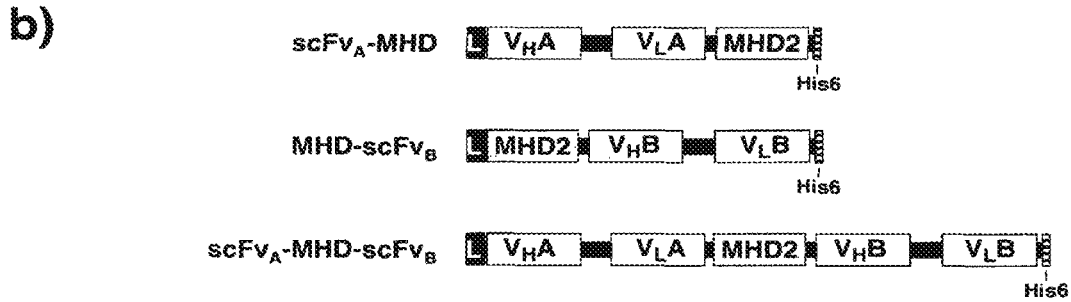 b)
scFvA-MHD L VHA VLA MHD2
His6
MHD-scFvB L MHD2 VHB VLB
His6
scFvA-MHD-scFvB L VHA VLA MHD2 VHB VLB
His6